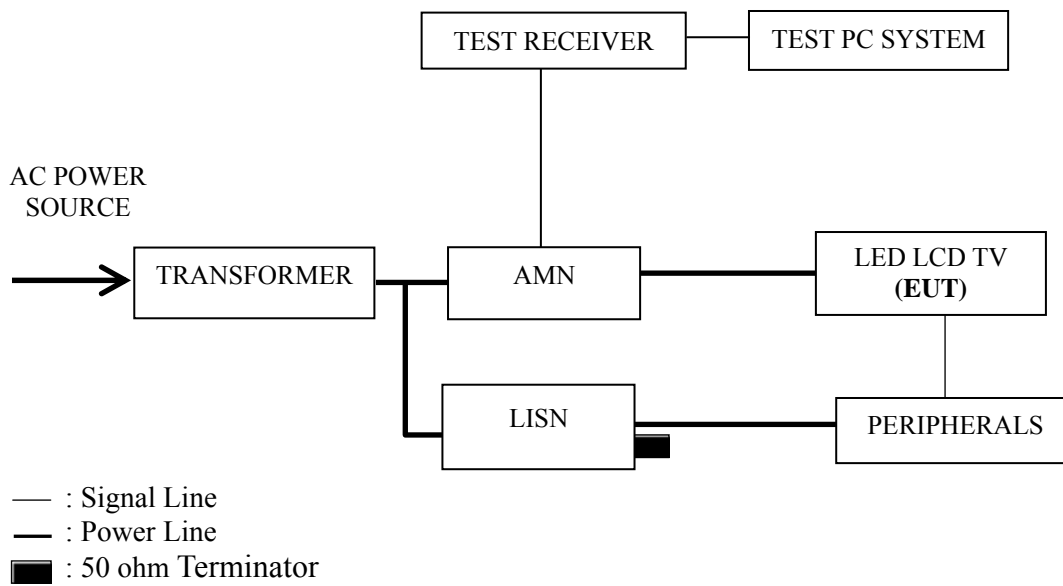 TEST RECEIVER
TEST PC SYSTEM
AC POWER
SOURCE
TRANSFORMER
AMN
LED LCD TV
(EUT)
LISN
PERIPHERALS
: Signal Line
: Power Line
: 50 ohm Terminator